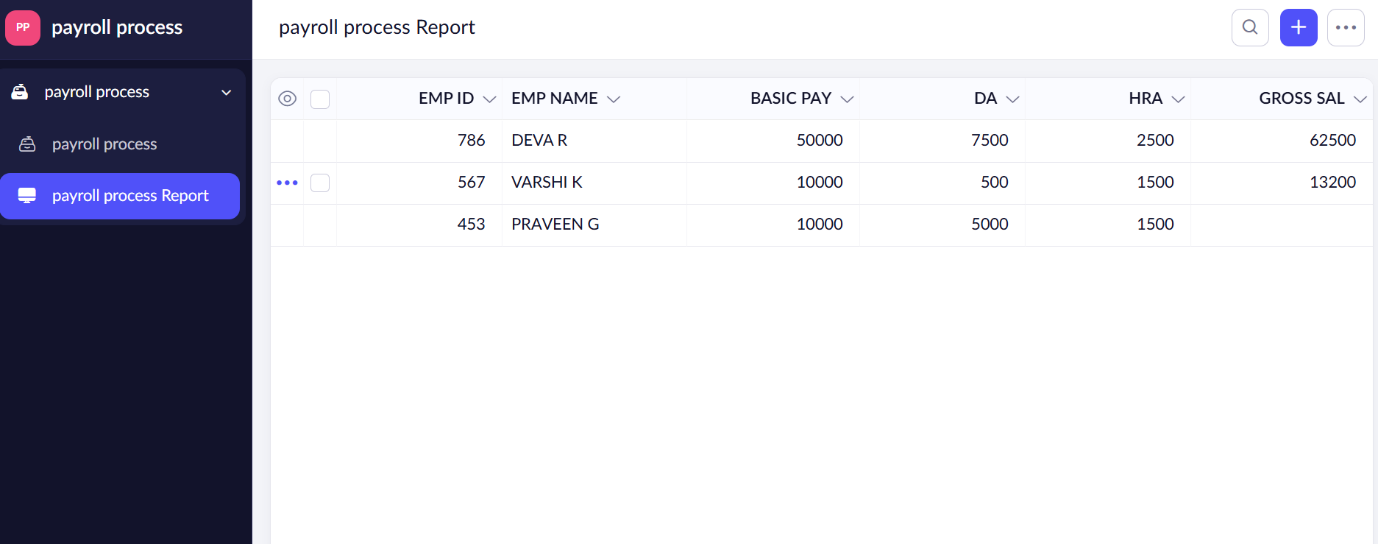 PP payroll process
payroll process Report
payroll process
payroll process
payroll process Report
EMP ID EMP NAME BASIC PAY DA HRA GROSS SAL
786 DEVA R 50000 7500 2500 62500
567 VARSHI K 10000 500 1500 13200
453 PRAVEEN G 10000 5000 1500